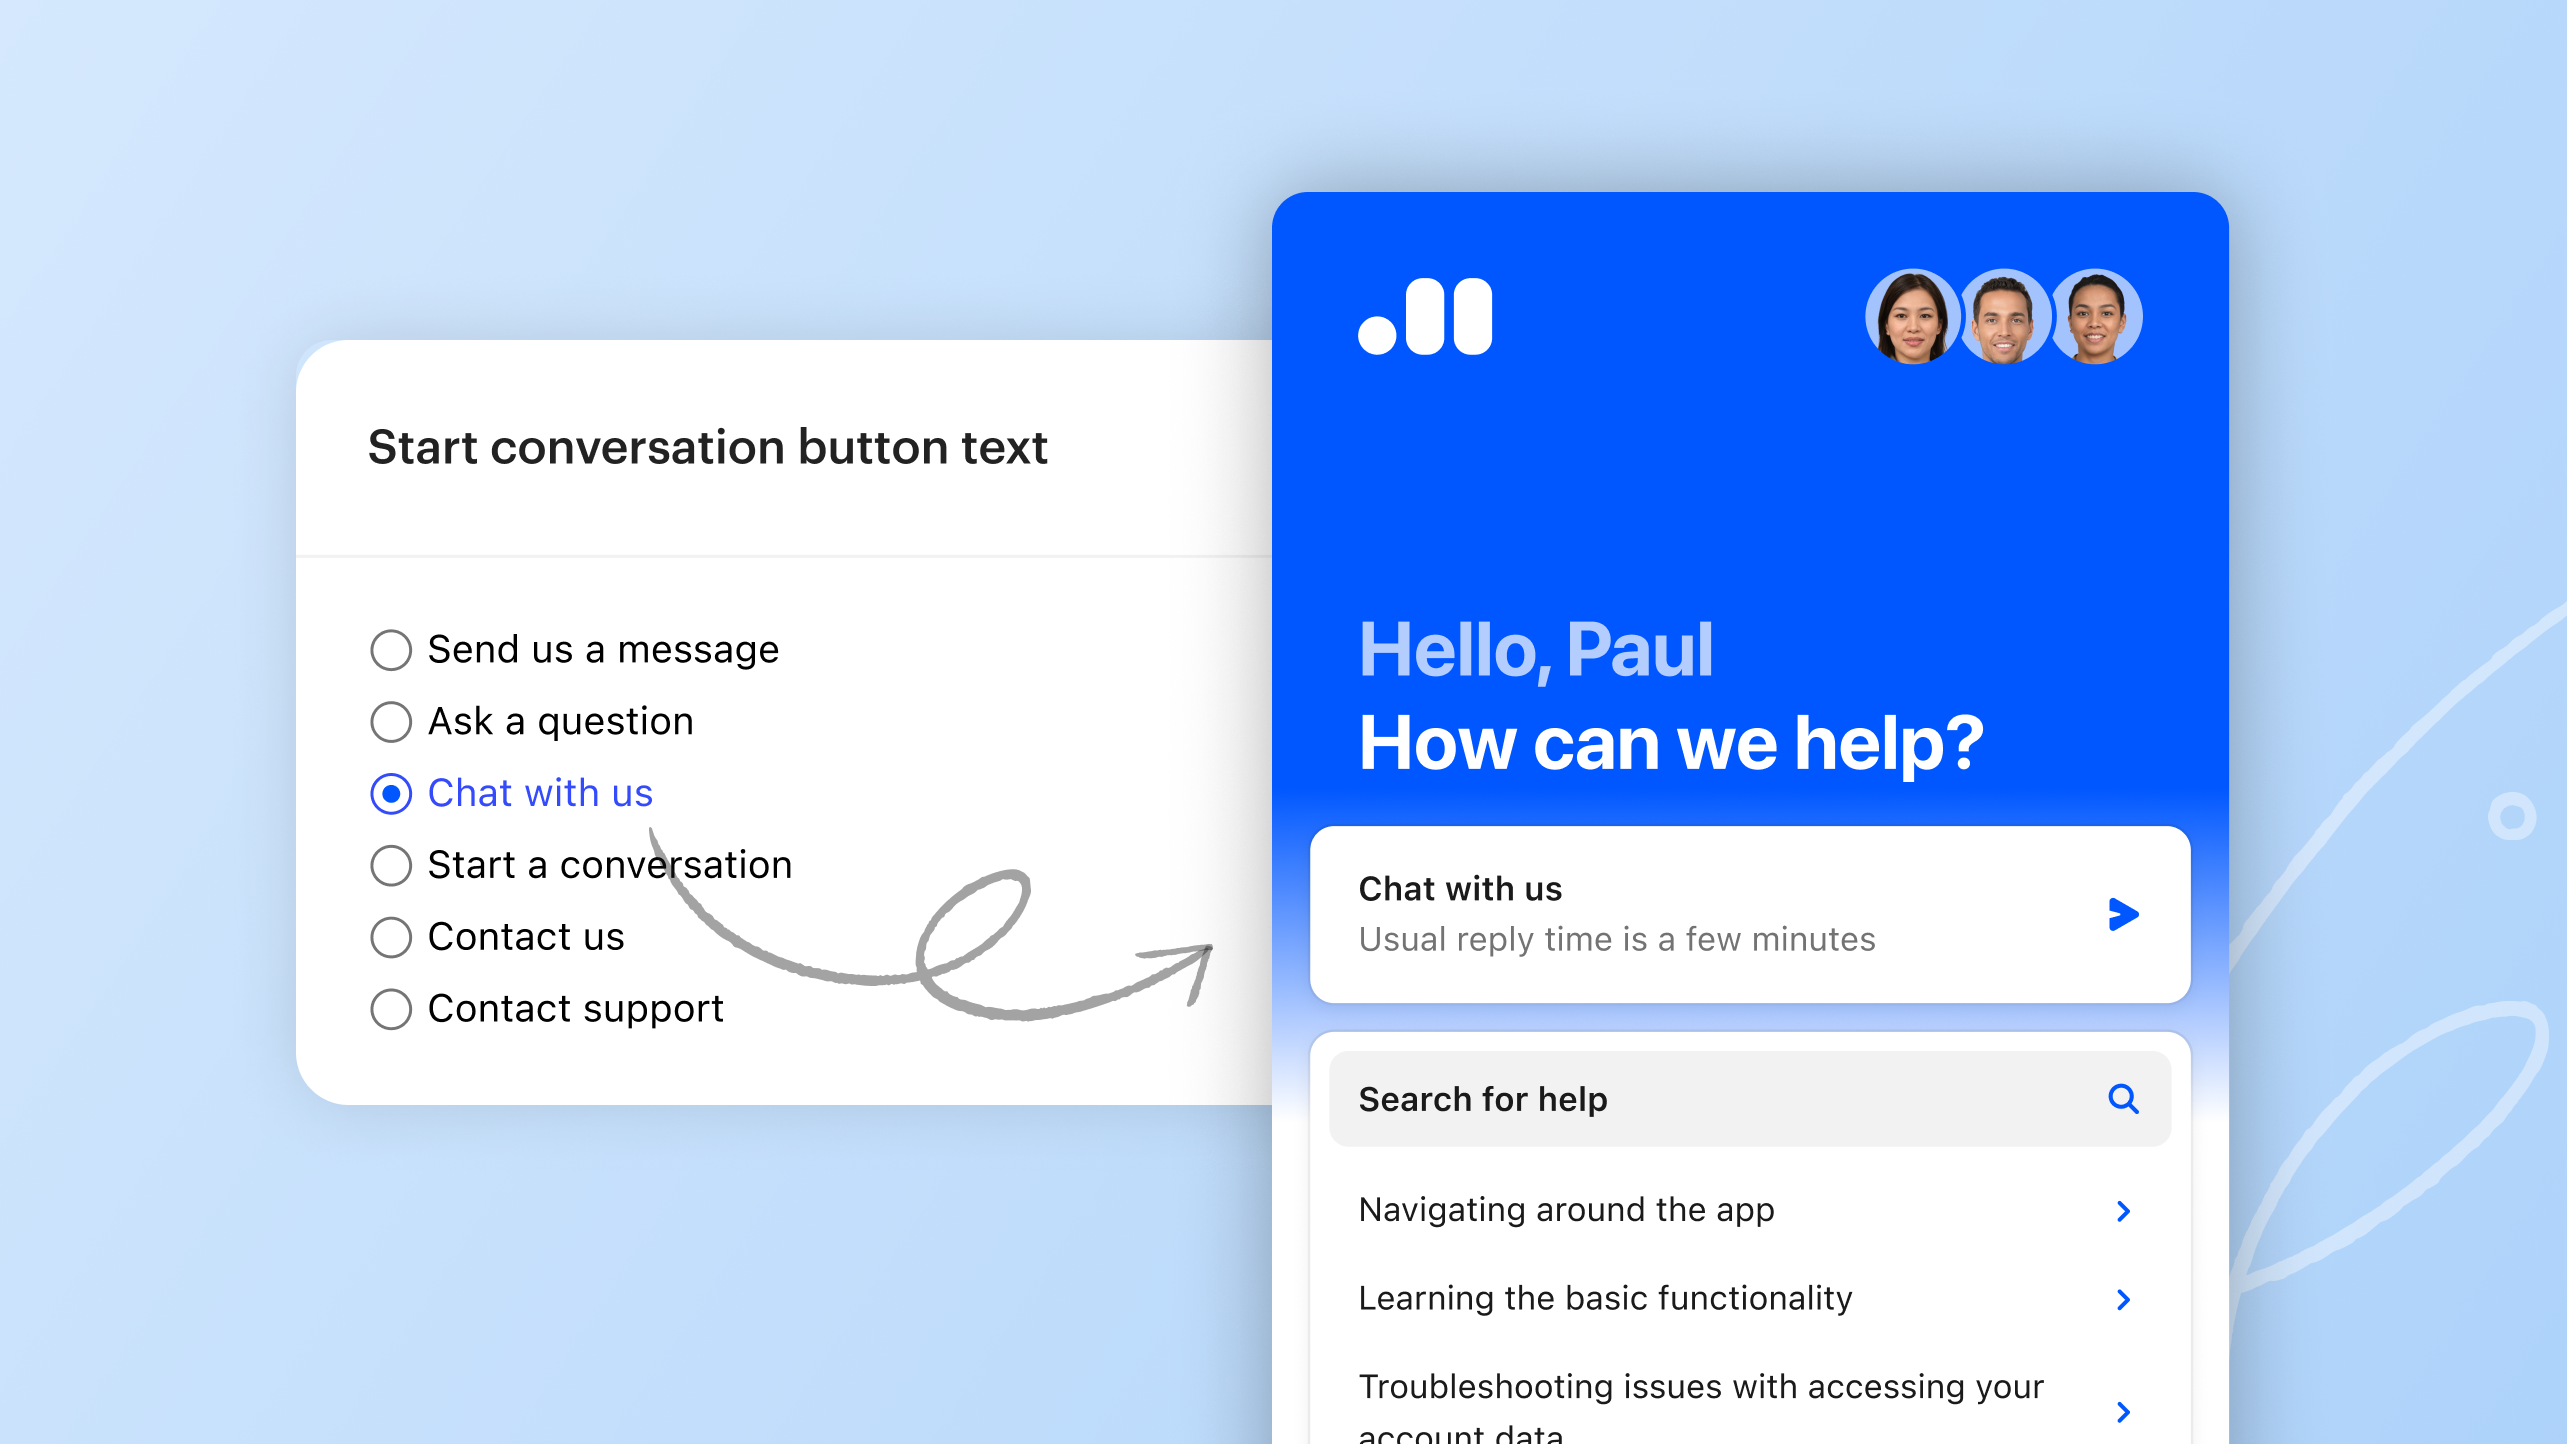 Start conversation button text
Send us a message
Ask a question
Chat with us
Start a conversation
Contact us
Contact support
Hello, Paul
How can we help?
Chat with us
Usual reply time is a few minutes
Search for help
Navigating around the app
Learning the basic functionality
Troubleshooting issues with accessing your
account data